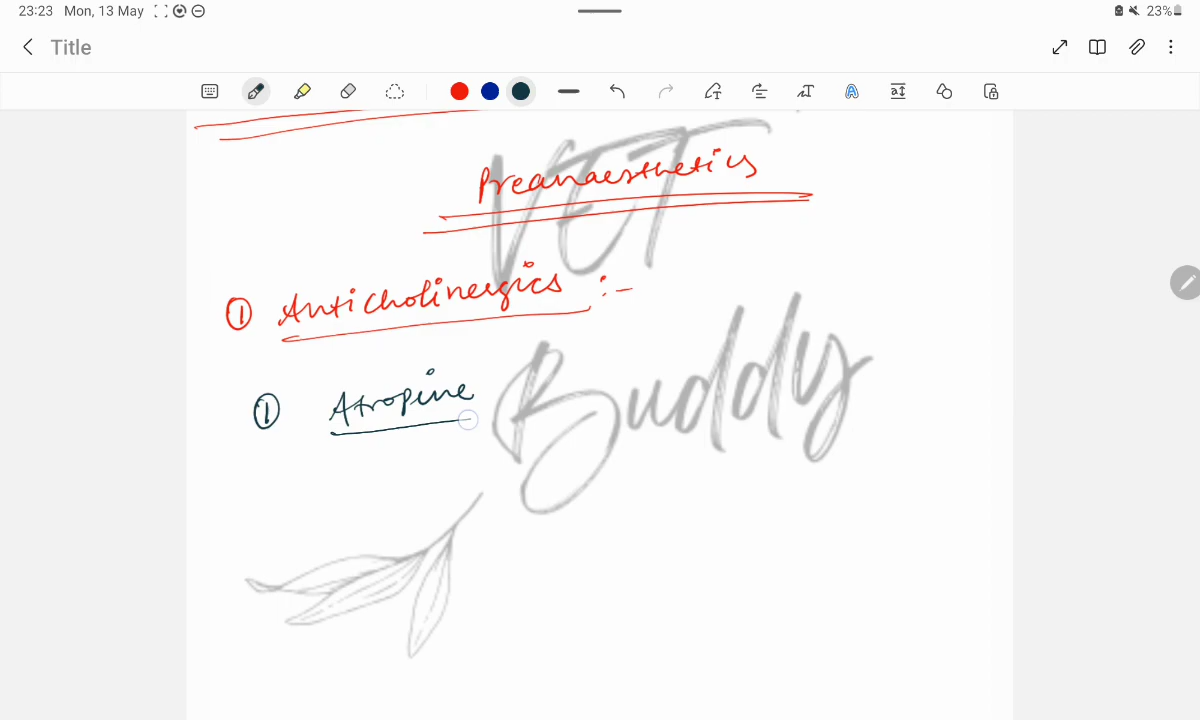 23:23 Mon, 13 May 23%
Title
VET
Preanaesthetics
① Anticholinergics :-
Buddy
① Atropine